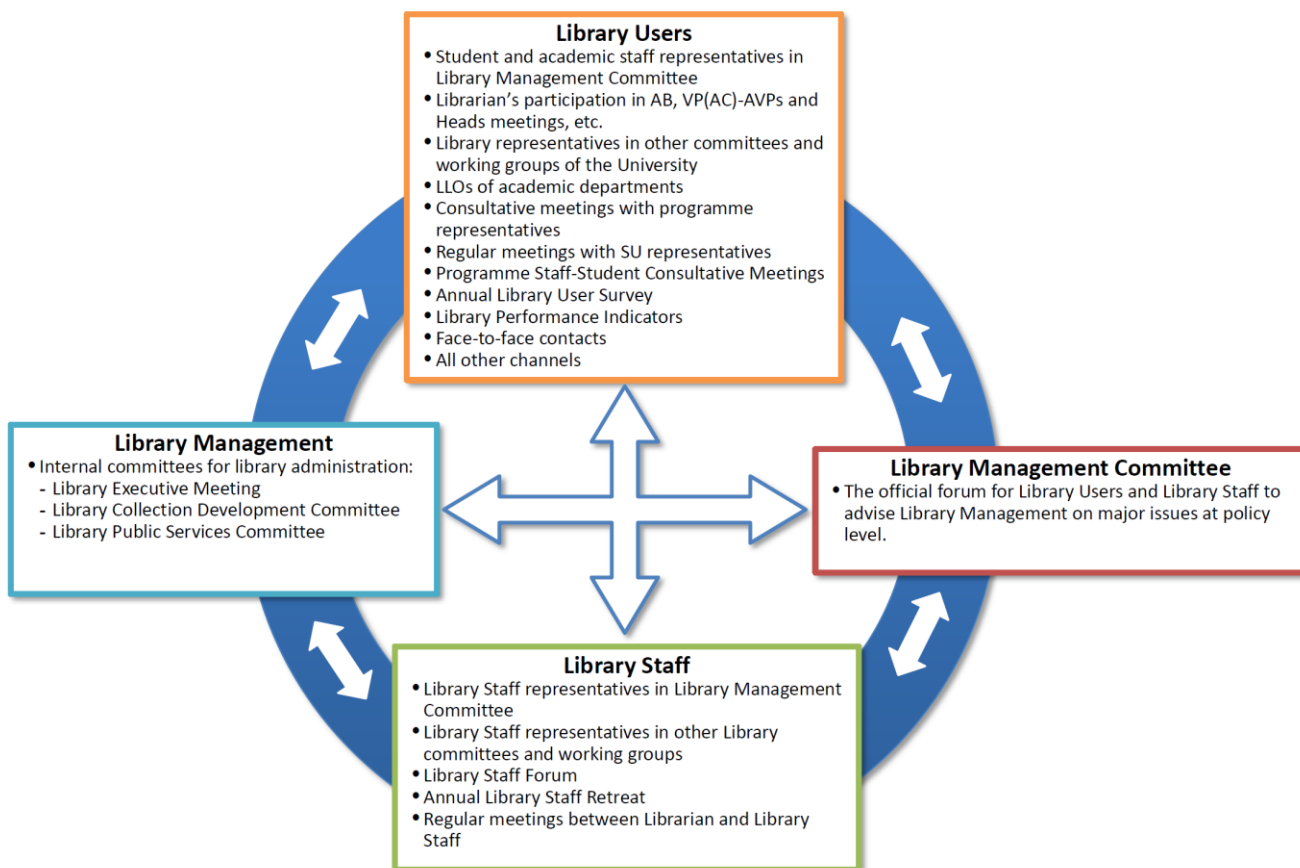 Library Users
• Student and academic staff representatives in
Library Management Committee
• Librarian’s participation in AB, VP(AC)-AVPs and
Heads meetings, etc.
• Library representatives in other committees and
working groups of the University
• LLOs of academic departments
• Consultative meetings with programme
representatives
• Regular meetings with SU representatives
• Programme Staff-Student Consultative Meetings
• Annual Library User Survey
• Library Performance Indicators
• Face-to-face contacts
• All other channels
Library Management
• Internal committees for library administration:
- Library Executive Meeting
- Library Collection Development Committee
- Library Public Services Committee
Library Management Committee
• The official forum for Library Users and Library Staff to
advise Library Management on major issues at policy
level.
Library Staff
• Library Staff representatives in Library Management
Committee
• Library Staff representatives in other Library
committees and working groups
• Library Staff Forum
• Annual Library Staff Retreat
• Regular meetings between Librarian and Library
Staff